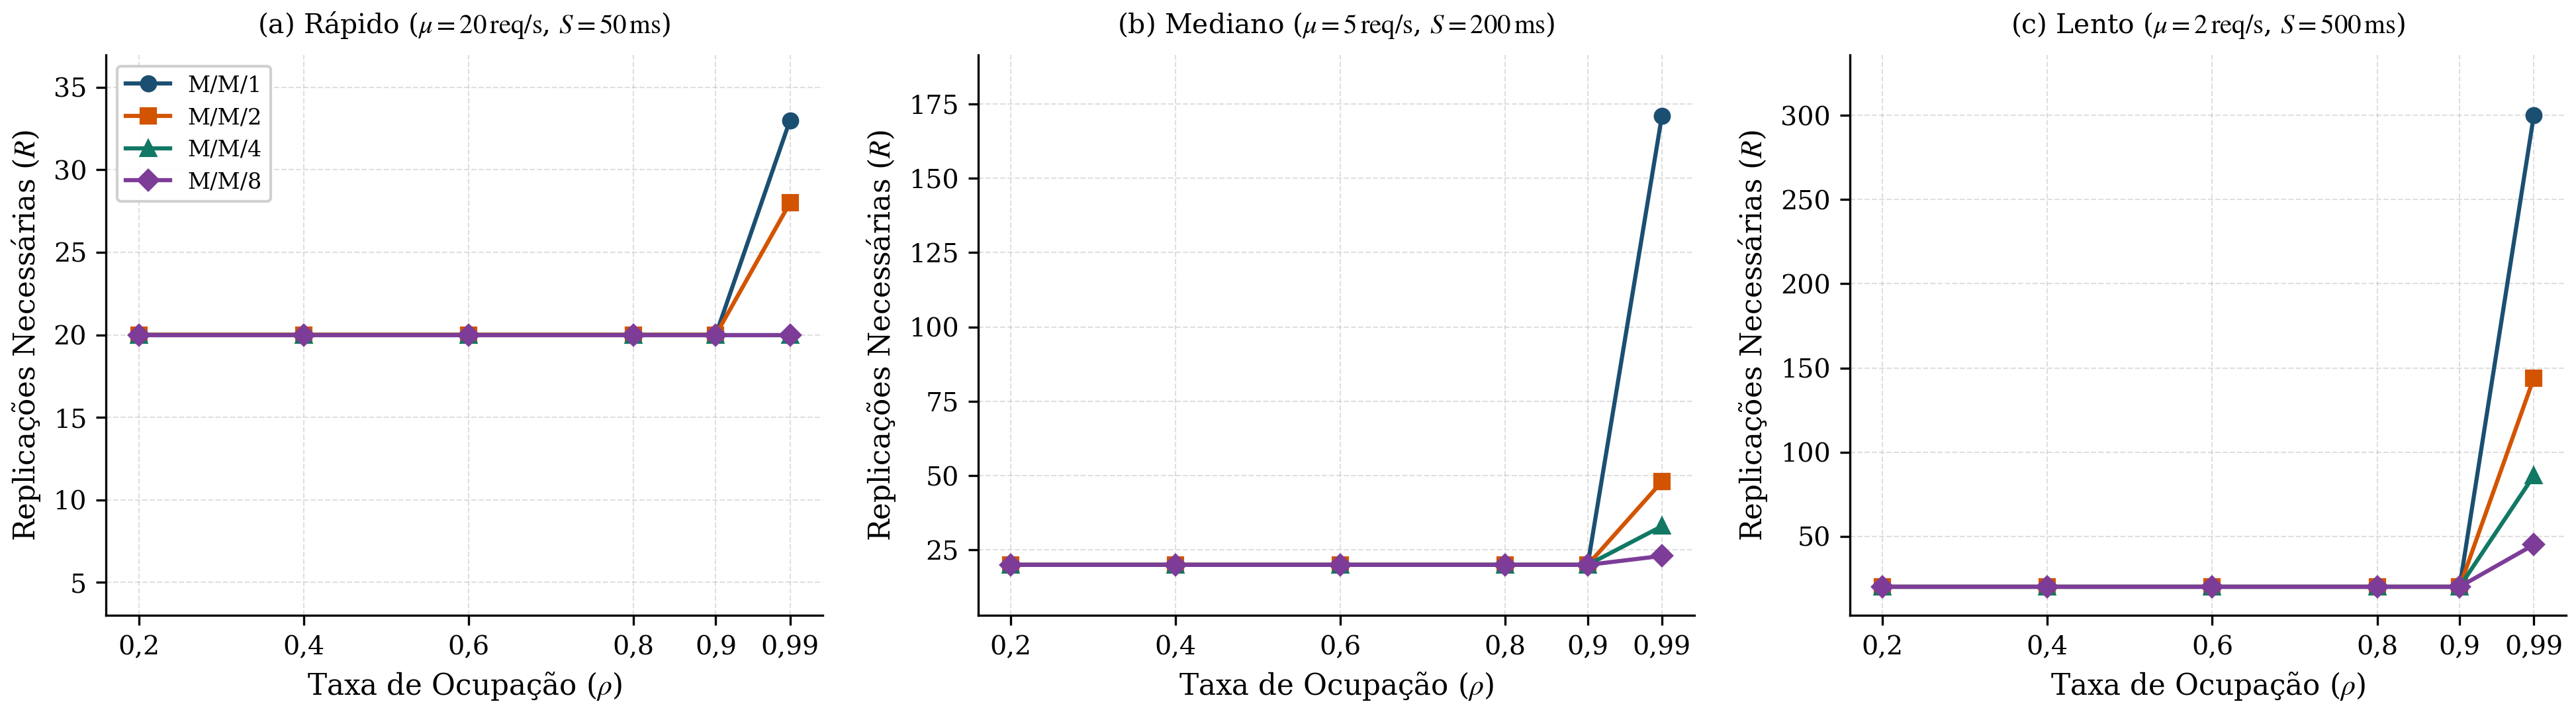 (a) Rápido (μ = 20 req/s, S = 50 ms)
Replicações Necessárias (R)
35
30
25
20
15
10
5
M/M/1
M/M/2
M/M/4
M/M/8
0,2 0,4 0,6 0,8 0,9 0,99
Taxa de Ocupação (ρ)
(b) Mediano (μ = 5 req/s, S = 200 ms)
Replicações Necessárias (R)
175
150
125
100
75
50
25
0,2 0,4 0,6 0,8 0,9 0,99
Taxa de Ocupação (ρ)
(c) Lento (μ = 2 req/s, S = 500 ms)
Replicações Necessárias (R)
300
250
200
150
100
50
0,2 0,4 0,6 0,8 0,9 0,99
Taxa de Ocupação (ρ)